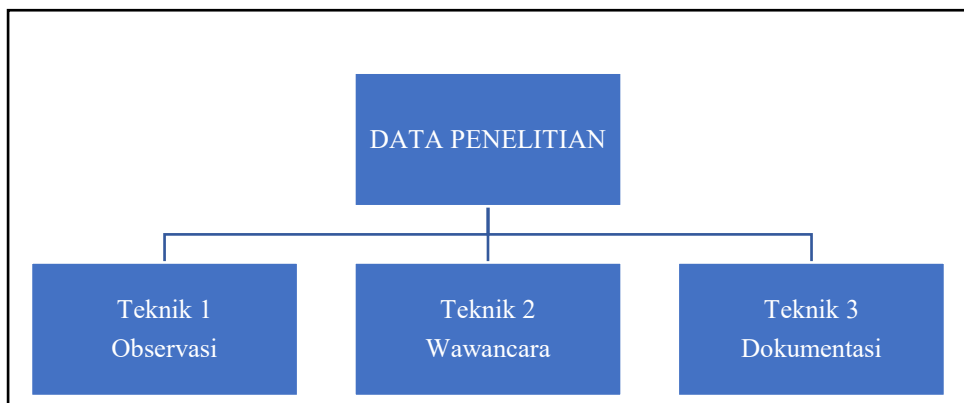 DATA PENELITIAN
Teknik 1
Observasi
Teknik 2
Wawancara
Teknik 3
Dokumentasi